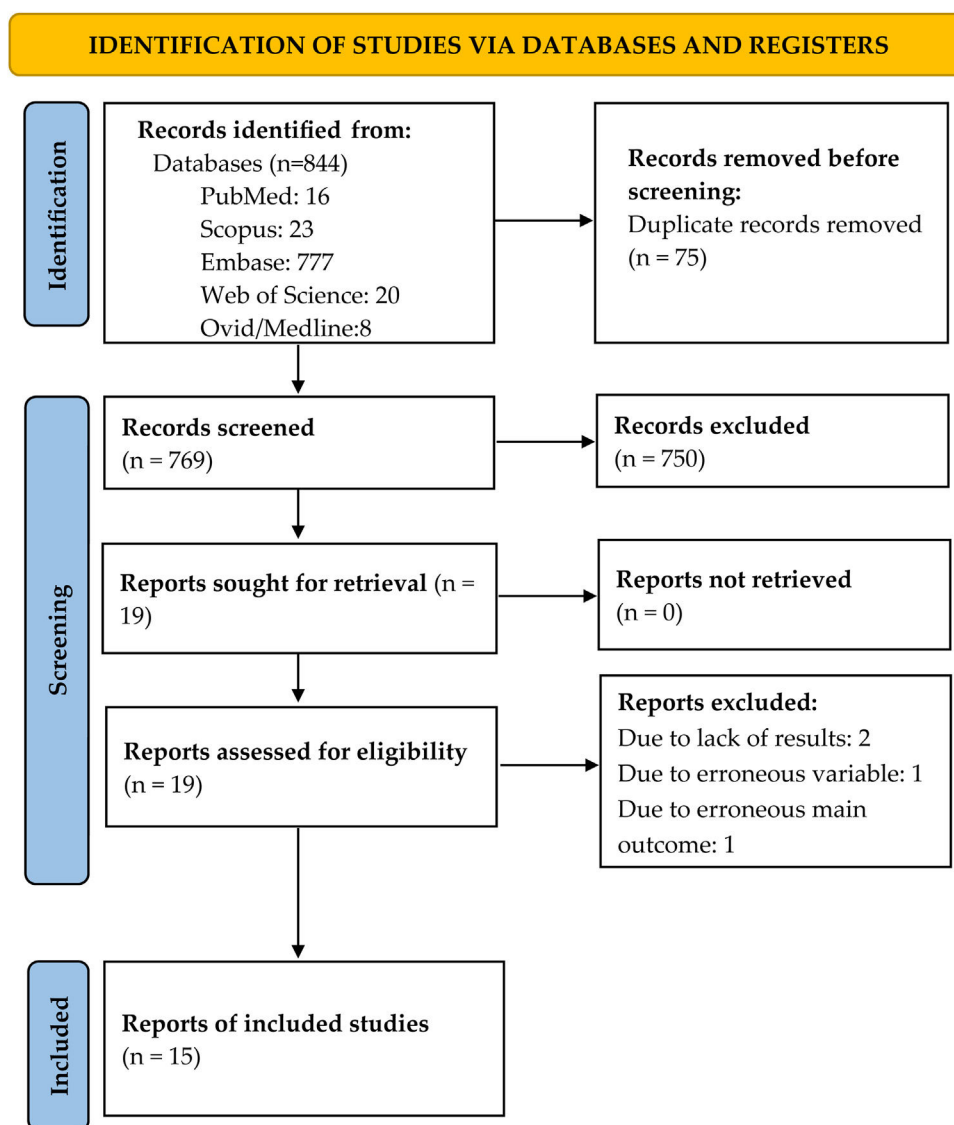 IDENTIFICATION OF STUDIES VIA DATABASES AND REGISTERS
Identification
Records identified from:
Databases (n=844)
PubMed: 16
Scopus: 23
Embase: 777
Web of Science: 20
Ovid/Medline:8
Records removed before
screening:
Duplicate records removed
(n = 75)
Screening
Records screened
(n = 769)
Records excluded
(n = 750)
Reports sought for retrieval (n =
19)
Reports not retrieved
(n = 0)
Reports assessed for eligibility
(n = 19)
Reports excluded:
Due to lack of results: 2
Due to erroneous variable: 1
Due to erroneous main
outcome: 1
Included
Reports of included studies
(n = 15)